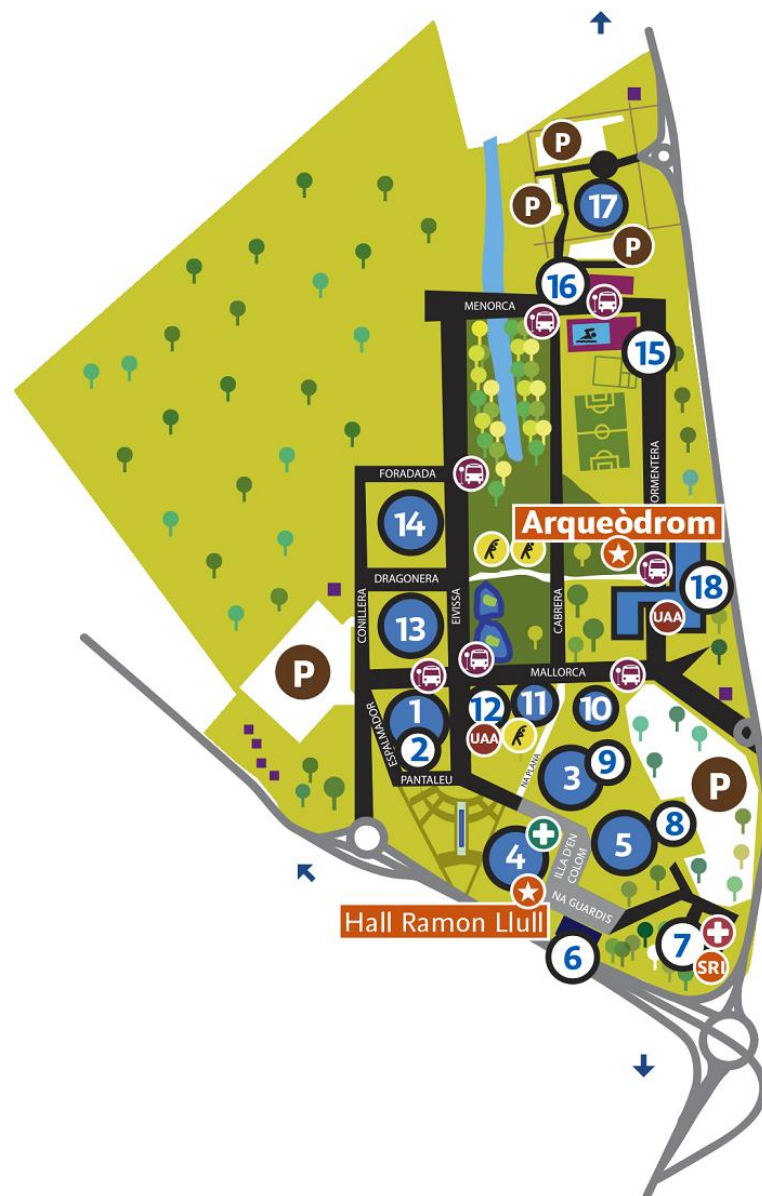 P
P
17
P
16
MENORCA
15
FORADADA
14
ORMENTERA
Arqueòdrom
DRAGONERA
CONILLERA
13
EIVISSA
CABRERA
18
UAA
P
MALLORCA
1
2
ESPALMADOR
12
11
10
UAA
PANTALEU
NA PLANA
3
9
P
4
ILLA D'EN
COLOM
5
8
NA GUARDIS
Hall Ramon Llull
6
7
SRI